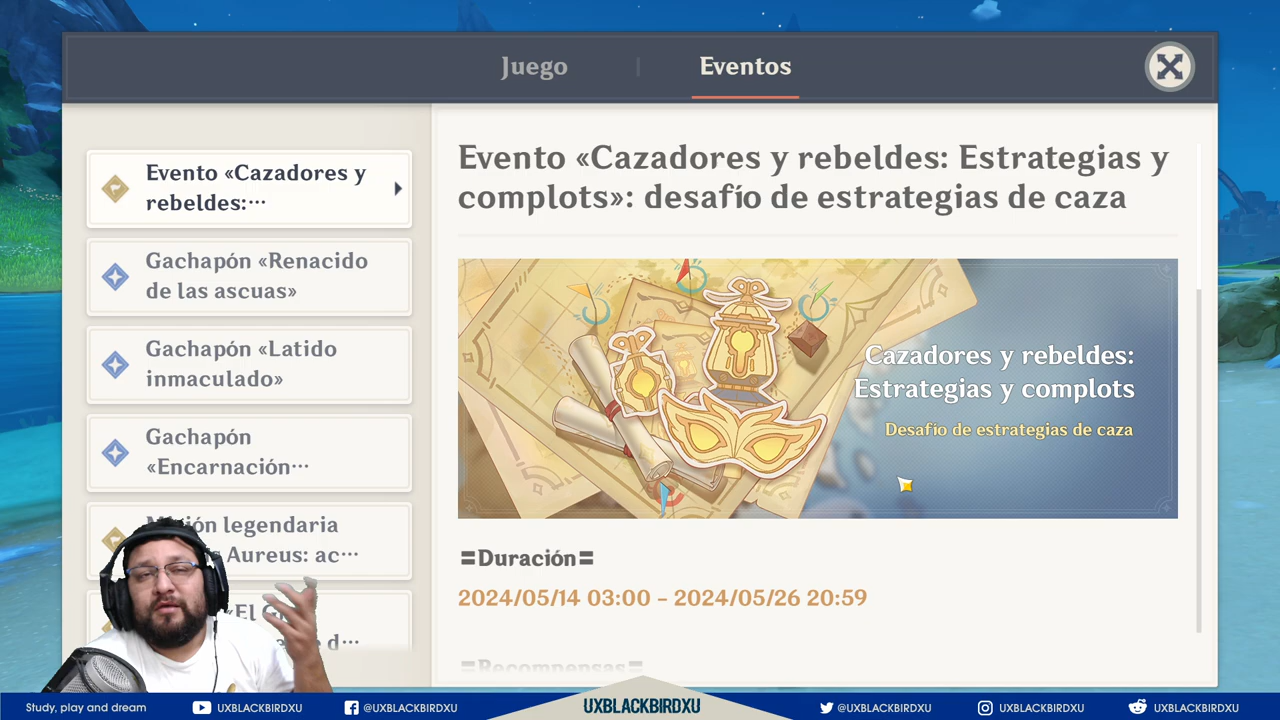 Juego
Eventos
Evento «Cazadores y
rebeldes:···
Gachapón «Renacido
de las ascuas»
Gachapón «Latido
inmaculado»
Gachapón
«Encarnación···
legendaria
Aureus: ac···
Evento «Cazadores y rebeldes: Estrategias y
complots»: desafío de estrategias de caza
Cazadores y rebeldes:
Estrategias y complots
Desafío de estrategias de caza
〓Duración〓
2024/05/14 03:00 – 2024/05/26 20:59
〓Recompensas〓
Study, play and dream
UXBLACKBIRDXU
@UXBLACKBIRDXU
UXBLACKBIRDXU
@UXBLACKBIRDXU
UXBLACKBIRDXU
UXBLACKBIRDXU